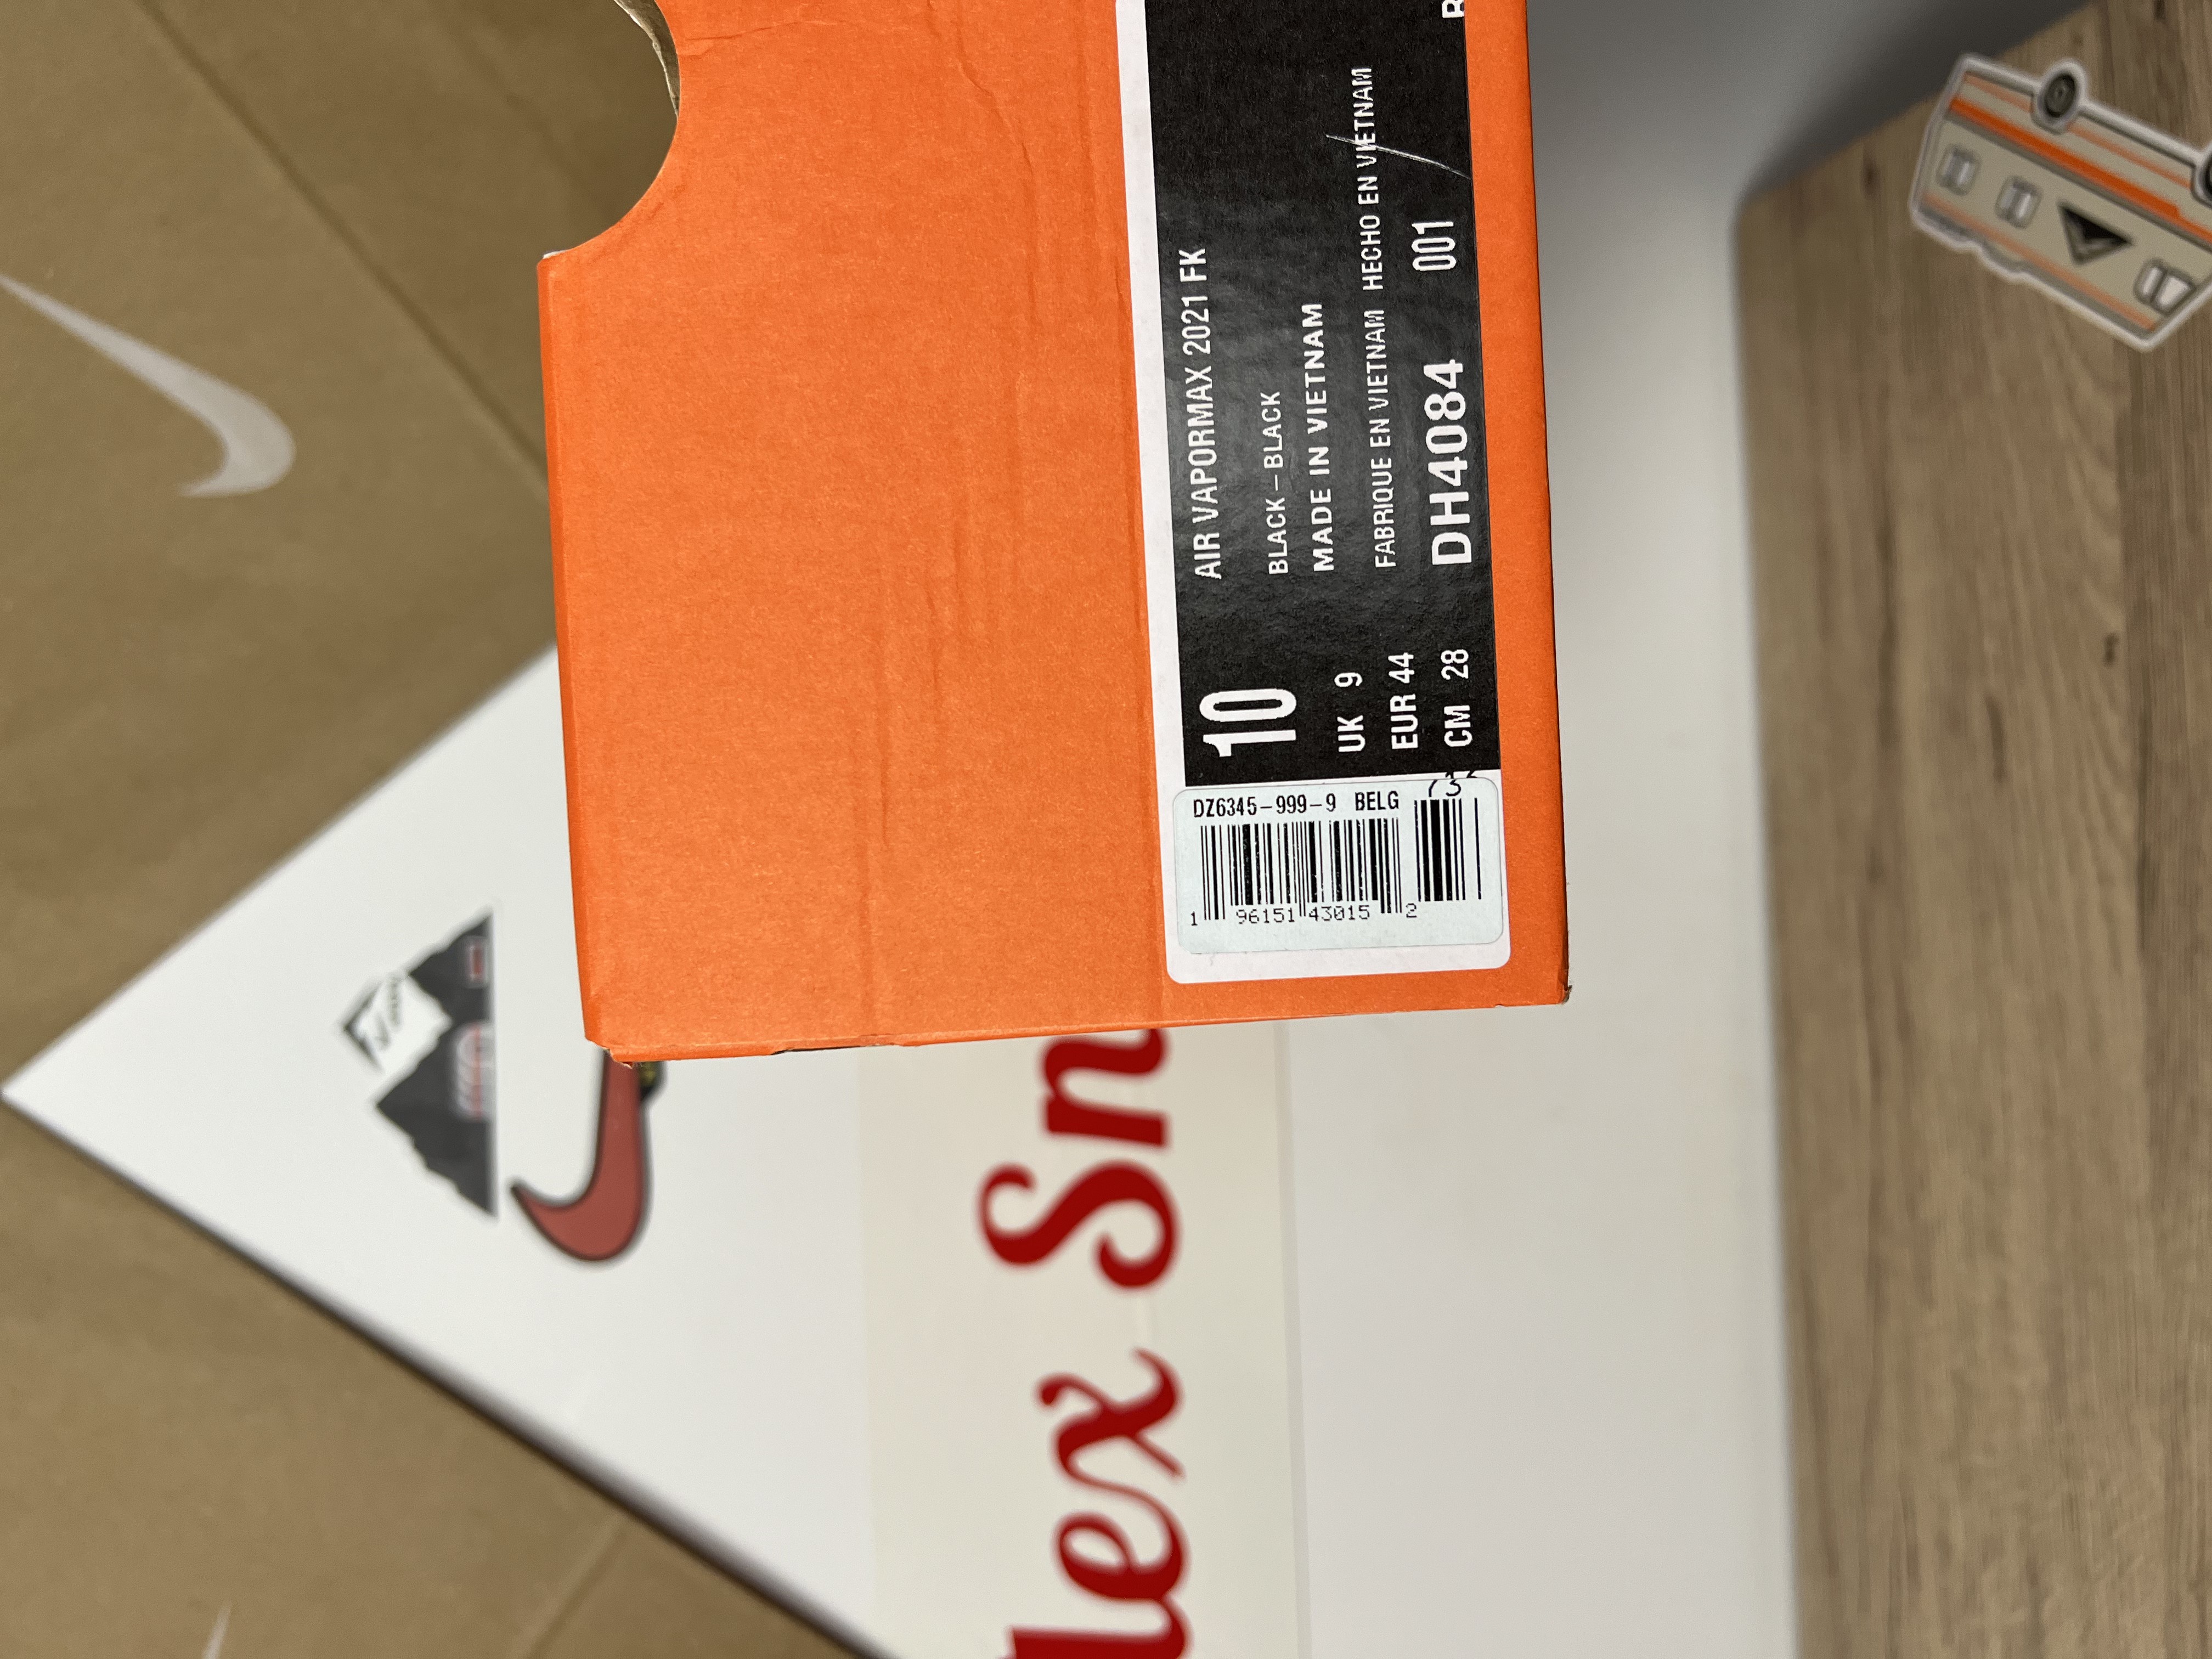 lex Sn
DZ6345-999-9 BELG
1 96151 43015 2
10
UK 9
EUR 44
CM 28
AIR VAPORMAX 2021 FK
BLACK – BLACK
MADE IN VIETNAM
FABRIQUE EN VIETNAM HECHO EN VIETNAM
DH4084 001